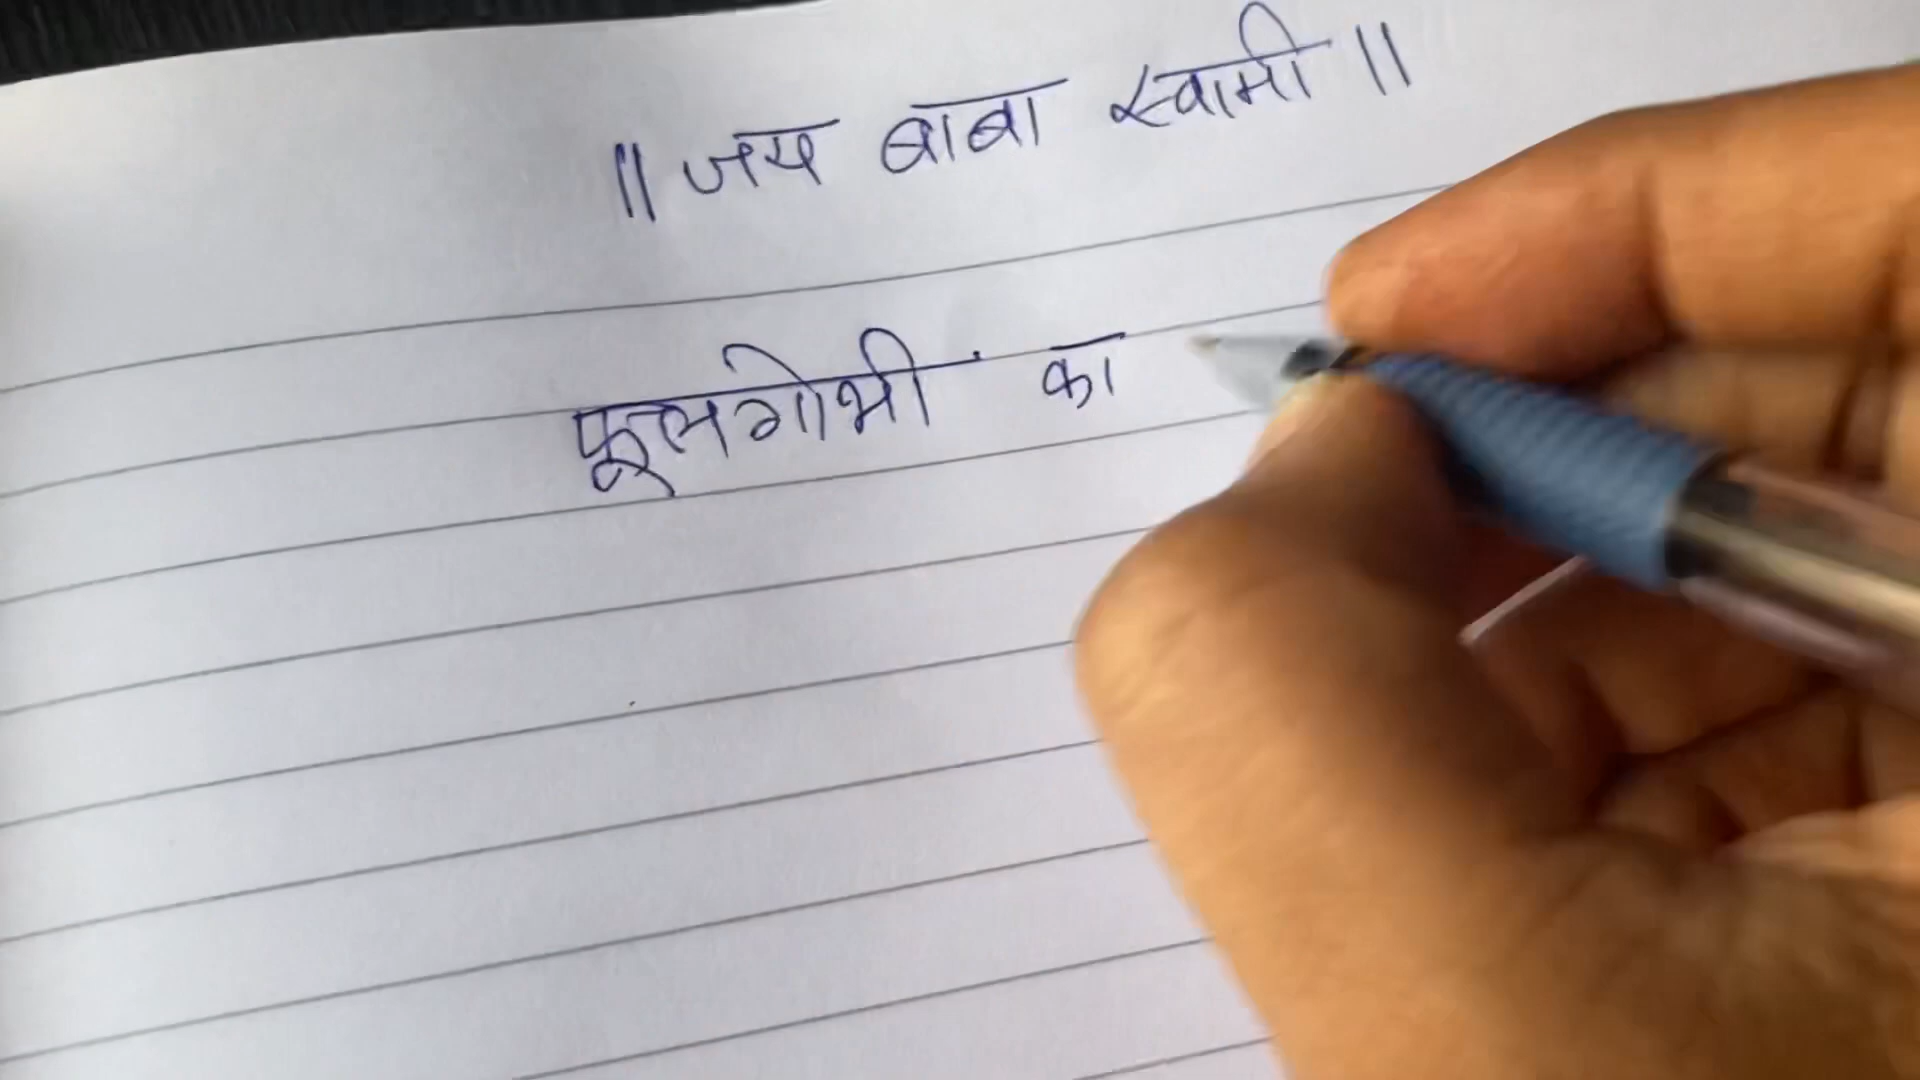 ॥ जय बाबा स्वामी ॥
फूलगोभी का